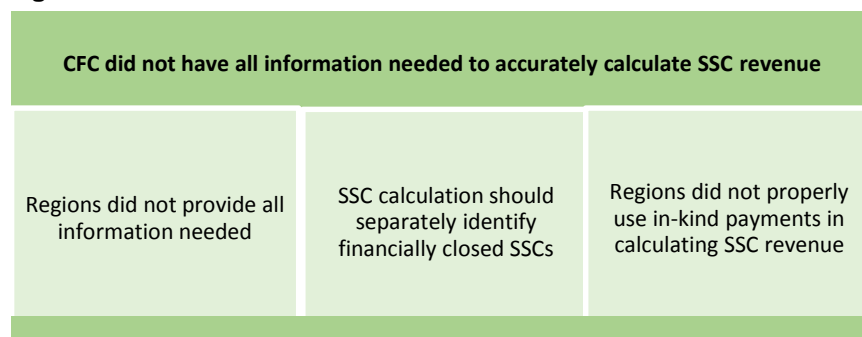 CFC did not have all information needed to accurately calculate SSC revenue
Regions did not provide all
information needed
SSC calculation should
separately identify
financially closed SSCs
Regions did not properly
use in-kind payments in
calculating SSC revenue